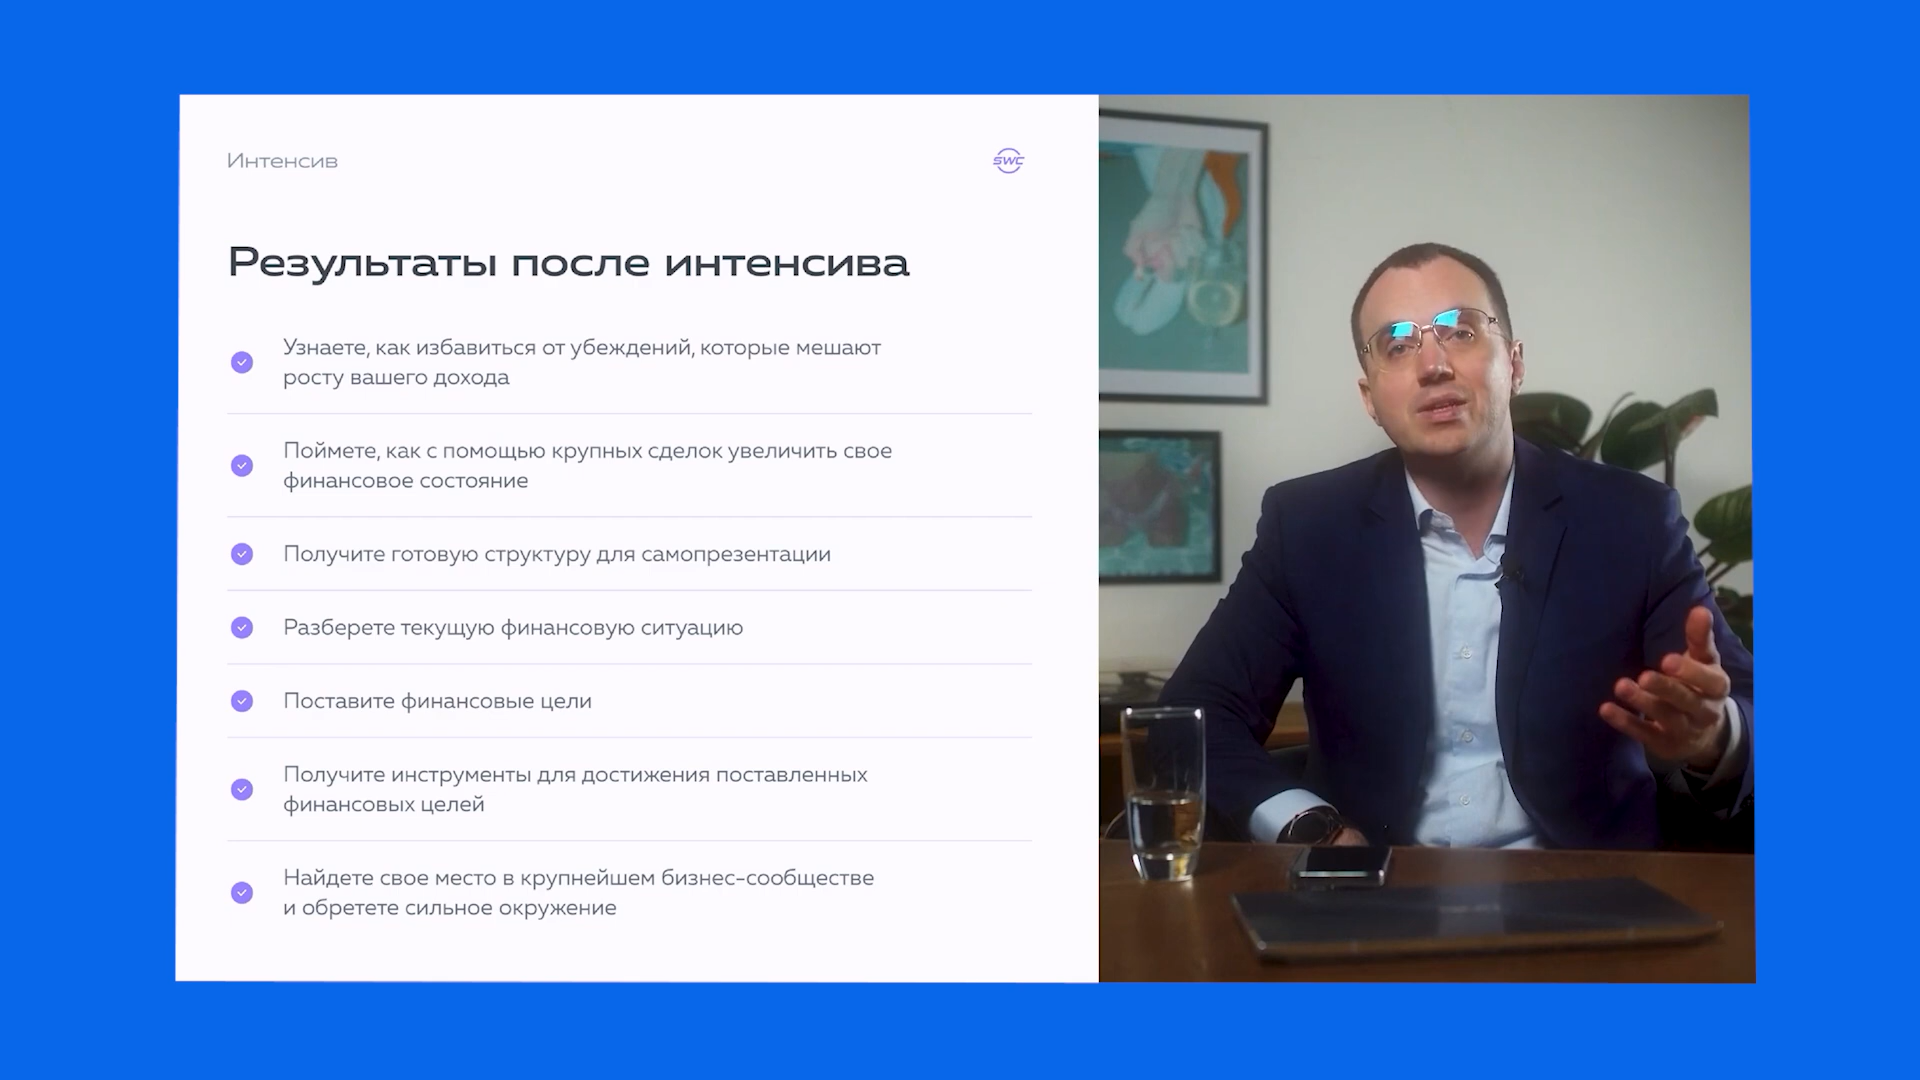 Интенсив
SWC
Результаты после интенсива
Узнаете, как избавиться от убеждений, которые мешают
росту вашего дохода
Поймете, как с помощью крупных сделок увеличить свое
финансовое состояние
Получите готовую структуру для самопрезентации
Разберете текущую финансовую ситуацию
Поставите финансовые цели
Получите инструменты для достижения поставленных
финансовых целей
Найдете свое место в крупнейшем бизнес-сообществе
и обретете сильное окружение